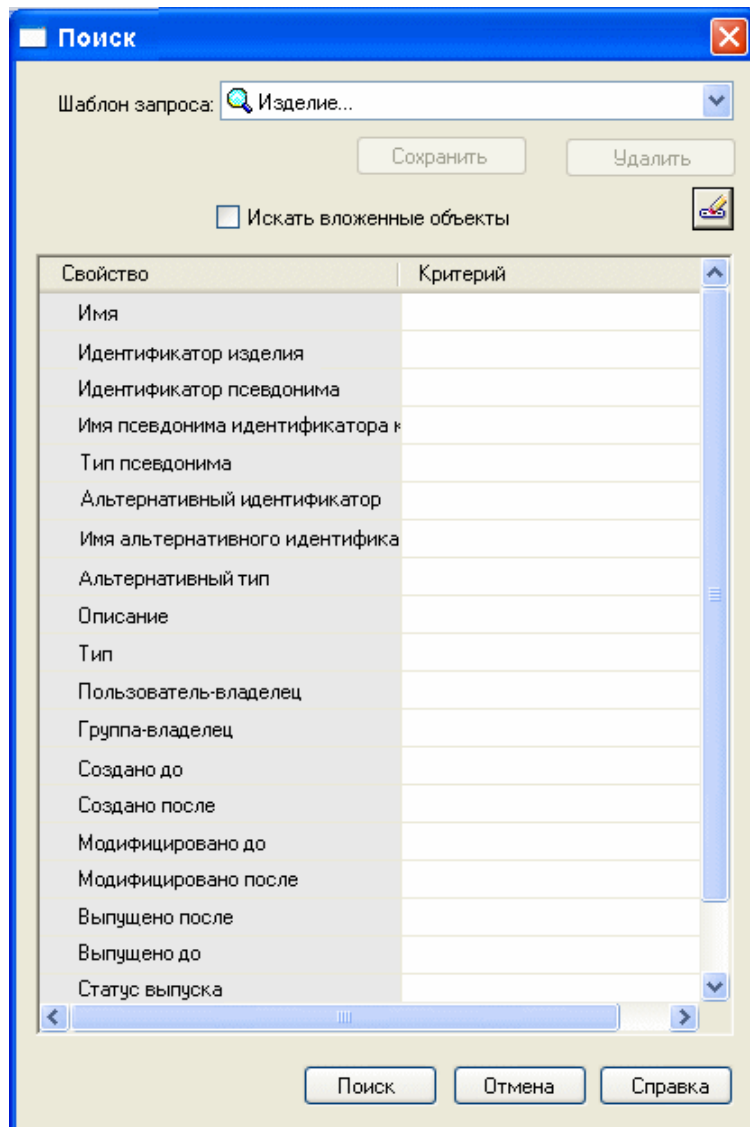 Поиск
Шаблон запроса: Изделие...
Сохранить Удалить
Искать вложенные объекты
Свойство Критерий
Имя
Идентификатор изделия
Идентификатор псевдонима
Имя псевдонима идентификатора к
Тип псевдонима
Альтернативный идентификатор
Имя альтернативного идентифика
Альтернативный тип
Описание
Тип
Пользователь-владелец
Группа-владелец
Создано до
Создано после
Модифицировано до
Модифицировано после
Выпущено после
Выпущено до
Статус выпуска
Поиск Отмена Справка